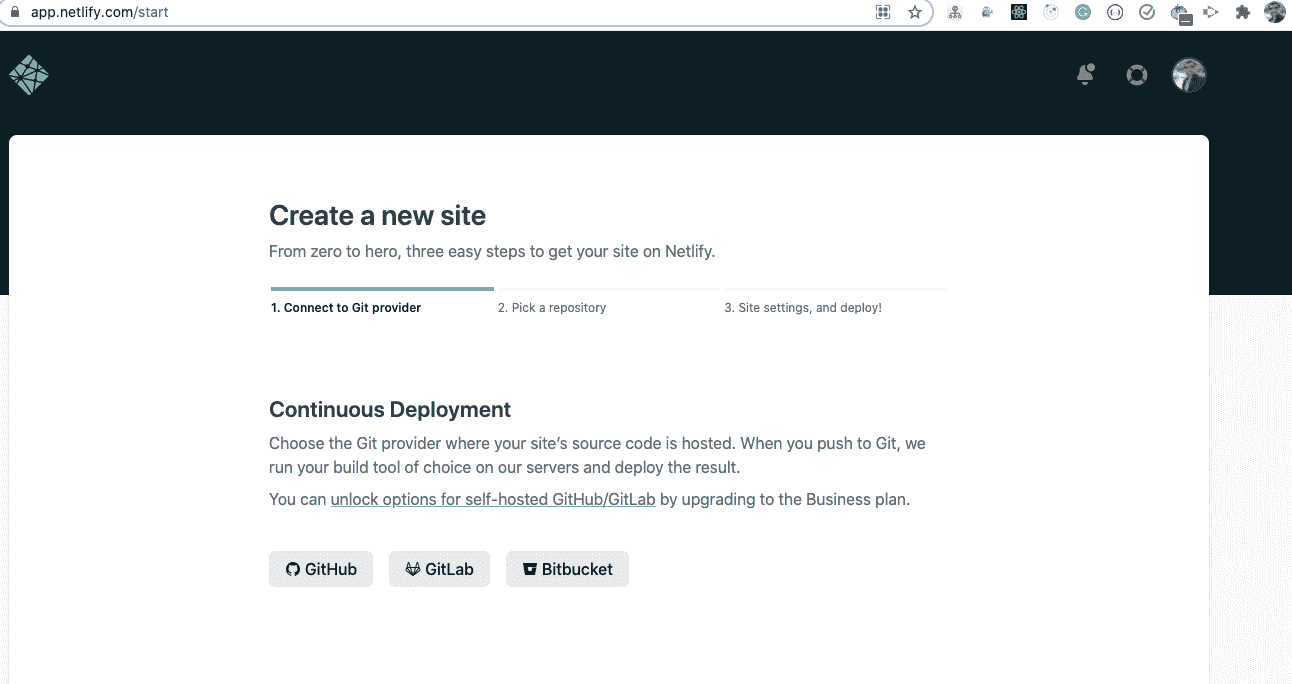 app.netlify.com/start
Create a new site
From zero to hero, three easy steps to get your site on Netlify.
1. Connect to Git provider
2. Pick a repository
3. Site settings, and deploy!
Continuous Deployment
Choose the Git provider where your site’s source code is hosted. When you push to Git, we
run your build tool of choice on our servers and deploy the result.
You can unlock options for self-hosted GitHub/GitLab by upgrading to the Business plan.
GitHub
GitLab
Bitbucket